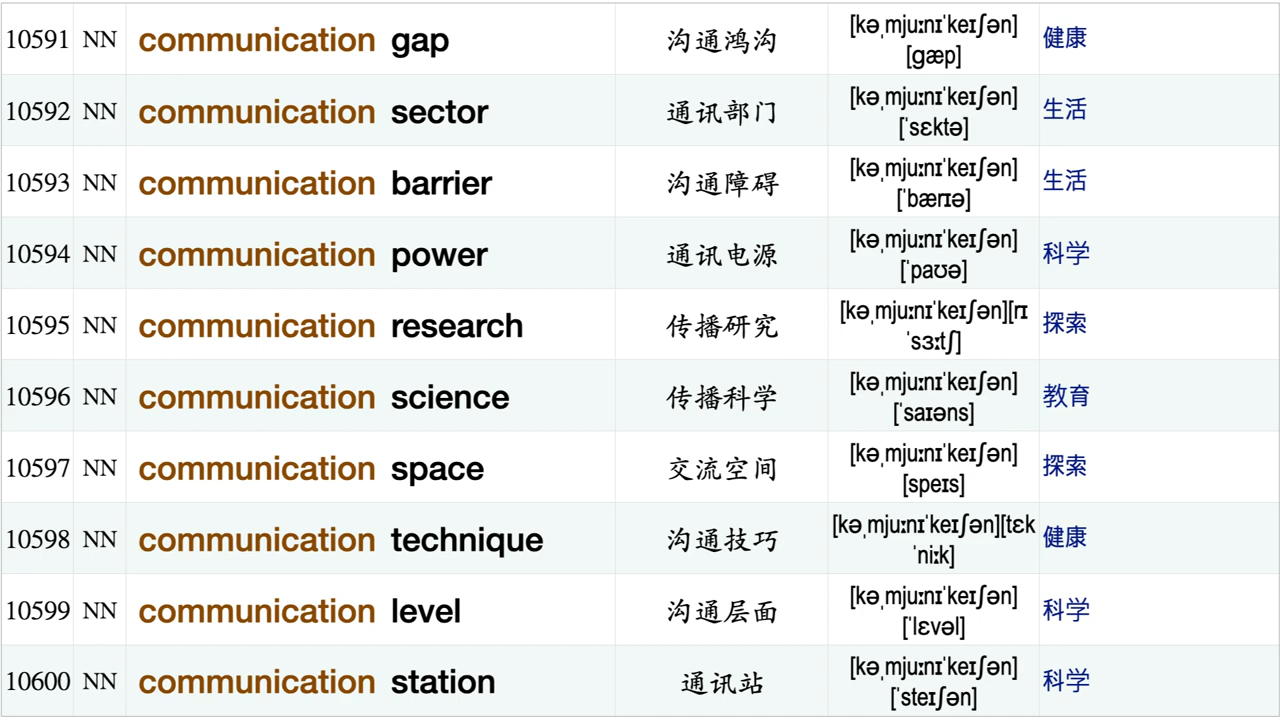 10591 NN communication gap 沟通鸿沟 [kəˌmjuːnɪˈkeɪʃən] [ɡæp] 健康
10592 NN communication sector 通讯部门 [kəˌmjuːnɪˈkeɪʃən] [ˈsɛktə] 生活
10593 NN communication barrier 沟通障碍 [kəˌmjuːnɪˈkeɪʃən] [ˈbærɪə] 生活
10594 NN communication power 通讯电源 [kəˌmjuːnɪˈkeɪʃən] [ˈpaʊə] 科学
10595 NN communication research 传播研究 [kəˌmjuːnɪˈkeɪʃən][rɪˈsɜːtʃ] 探索
10596 NN communication science 传播科学 [kəˌmjuːnɪˈkeɪʃən] [ˈsaɪəns] 教育
10597 NN communication space 交流空间 [kəˌmjuːnɪˈkeɪʃən] [speɪs] 探索
10598 NN communication technique 沟通技巧 [kəˌmjuːnɪˈkeɪʃən][tɛkˈniːk] 健康
10599 NN communication level 沟通层面 [kəˌmjuːnɪˈkeɪʃən] [ˈlɛvəl] 科学
10600 NN communication station 通讯站 [kəˌmjuːnɪˈkeɪʃən] [ˈsteɪʃən] 科学